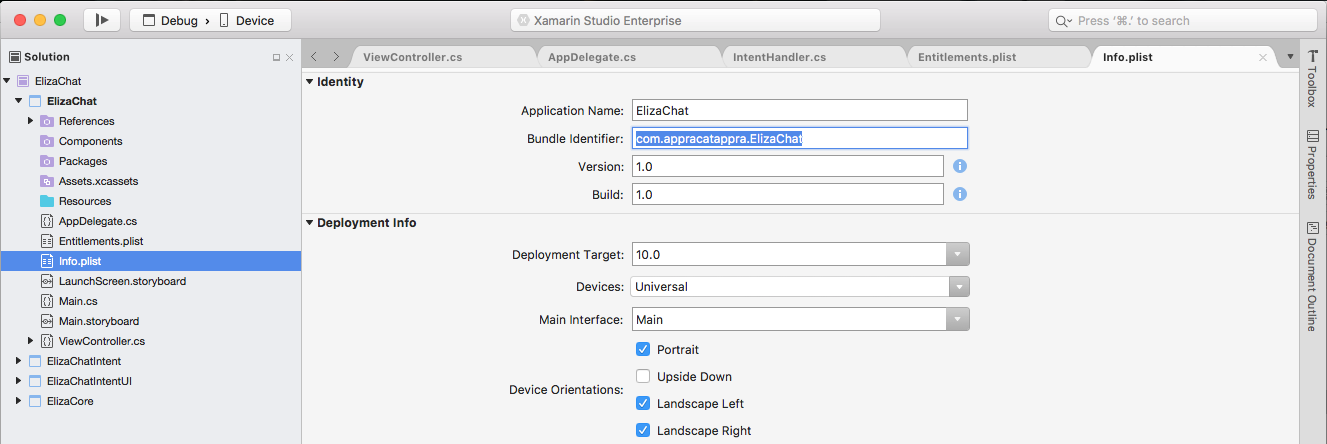 Debug › Device
Xamarin Studio Enterprise
Press ‘⌘.’ to search
Solution
ElizaChat
ElizaChat
References
Components
Packages
Assets.xcassets
Resources
AppDelegate.cs
Entitlements.plist
Info.plist
LaunchScreen.storyboard
Main.cs
Main.storyboard
ViewController.cs
ElizaChatIntent
ElizaChatIntentUI
ElizaCore
ViewController.cs
AppDelegate.cs
IntentHandler.cs
Entitlements.plist
Info.plist
Identity
Application Name: ElizaChat
Bundle Identifier: com.appracatappra.ElizaChat
Version: 1.0
Build: 1.0
Deployment Info
Deployment Target: 10.0
Devices: Universal
Main Interface: Main
Device Orientations:
Portrait
Upside Down
Landscape Left
Landscape Right
Toolbox
Properties
Document Outline